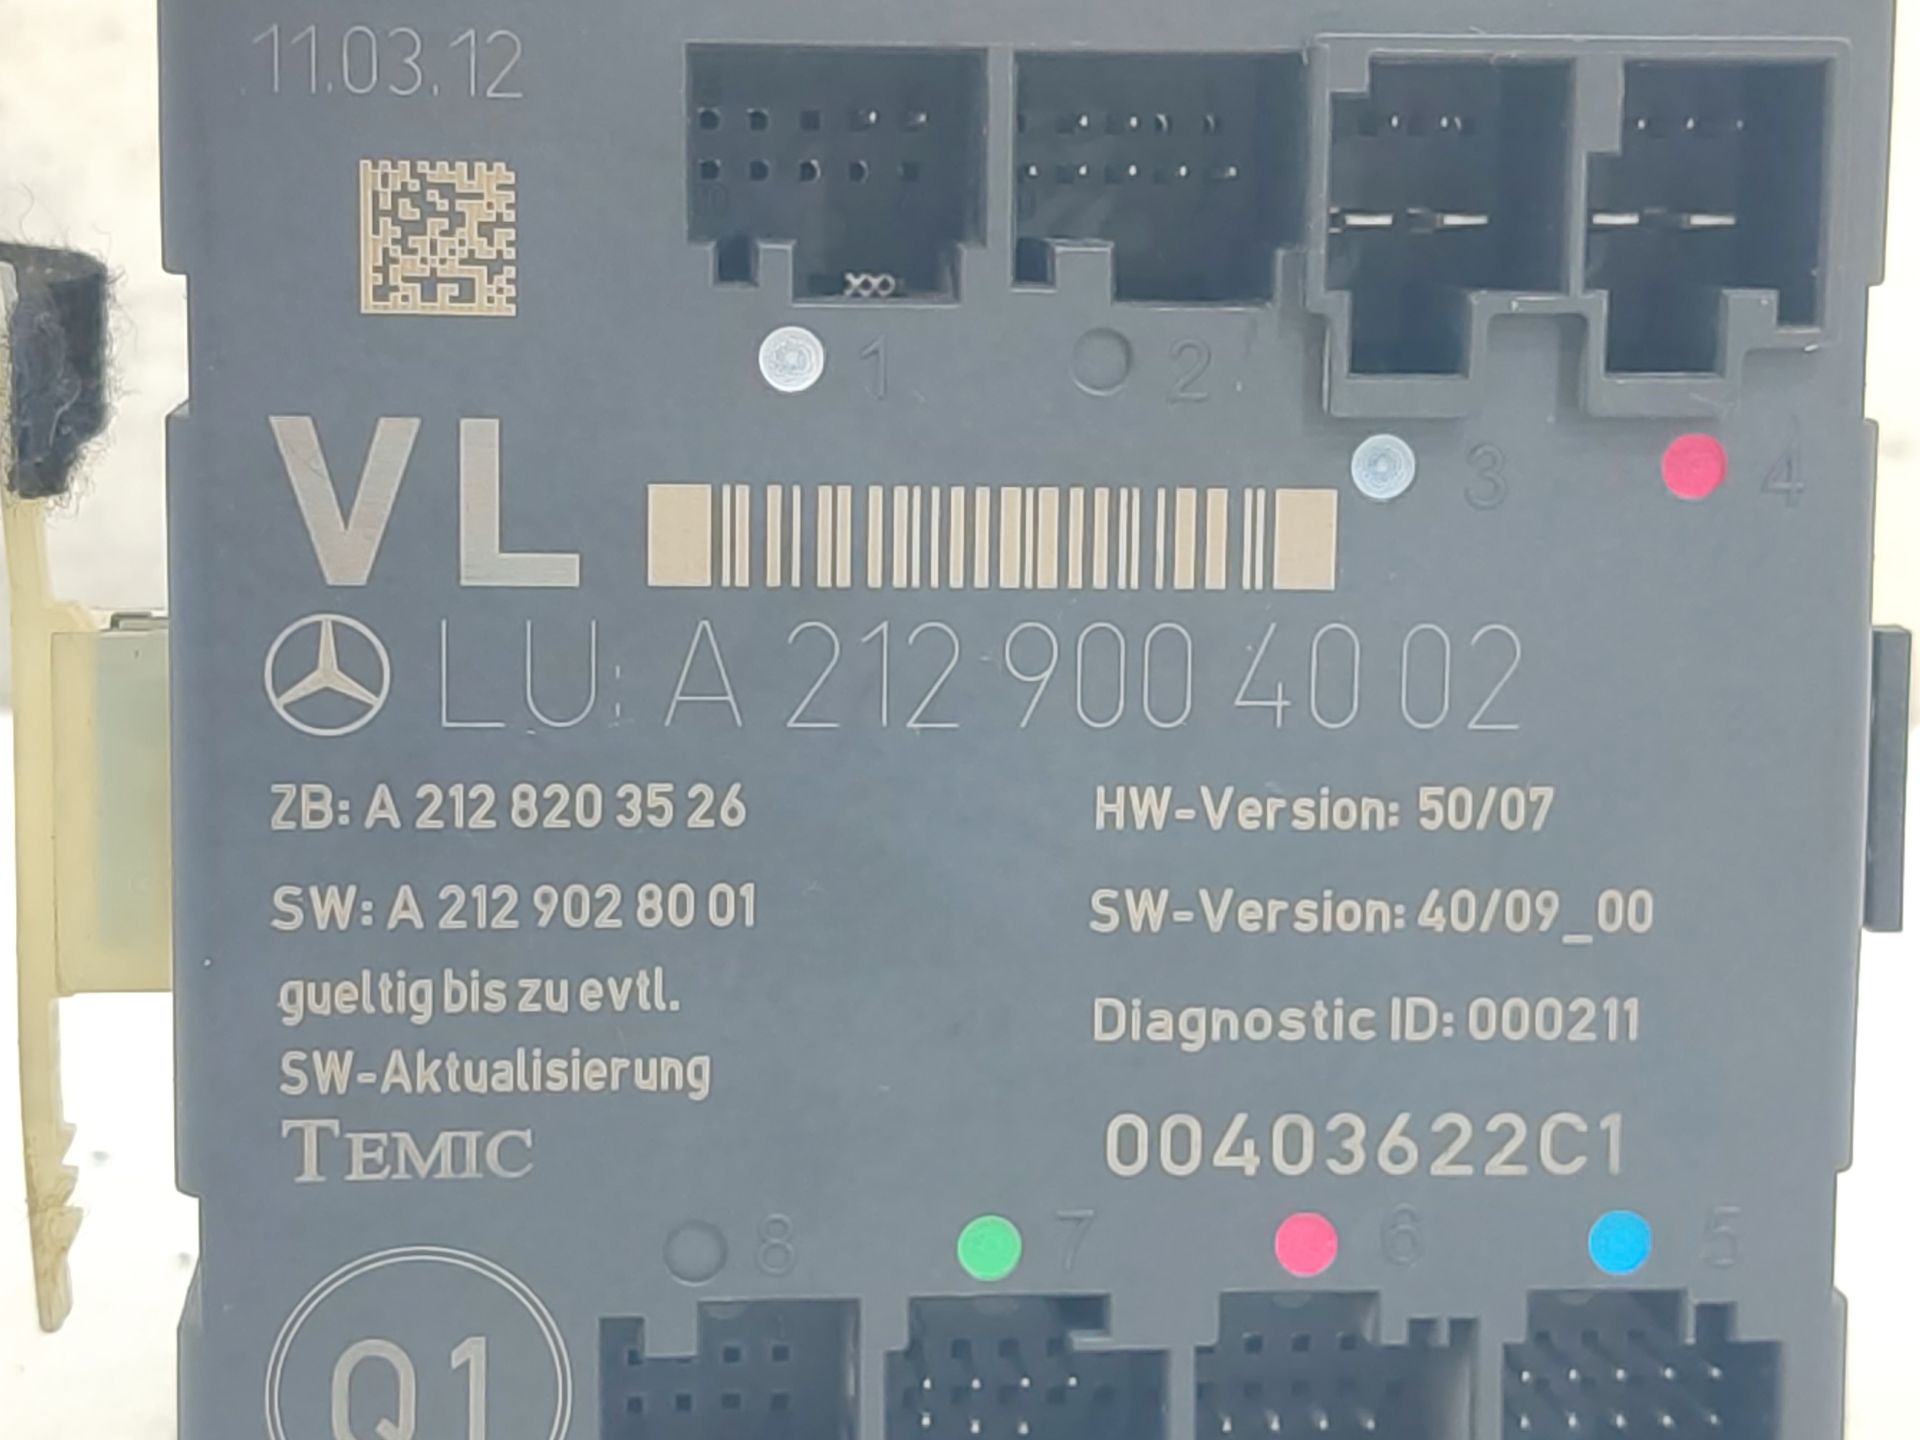 11.03.12
1
2
3
4
VL
LU: A 212 900 40 02
ZB: A 212 820 35 26
HW-Version: 50/07
SW: A 212 902 80 01
SW-Version: 40/09_00
gueltig bis zu evtl.
Diagnostic ID: 000211
SW-Aktualisierung
TEMIC
00403622C1
8
7
6
5
Q1